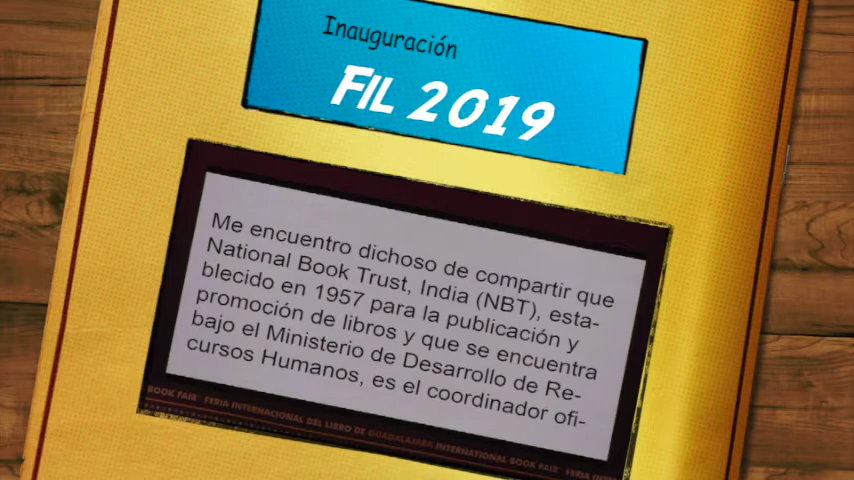 Inauguración
FIL 2019
Me encuentro dichoso de compartir que
National Book Trust, India (NBT), esta-
blecido en 1957 para la publicación y
promoción de libros y que se encuentra
bajo el Ministerio de Desarrollo de Re-
cursos Humanos, es el coordinador ofi-
BOOK FAIR FERIA INTERNACIONAL DEL LIBRO DE GUADALAJARA INTERNATIONAL BOOK FAIR FERIA